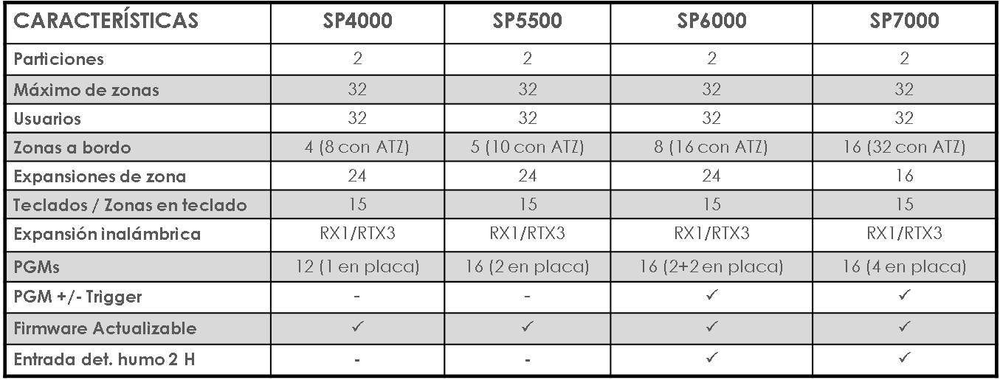 CARACTERÍSTICAS SP4000 SP5500 SP6000 SP7000
Particiones 2 2 2 2
Máximo de zonas 32 32 32 32
Usuarios 32 32 32 32
Zonas a bordo 4 (8 con ATZ) 5 (10 con ATZ) 8 (16 con ATZ) 16 (32 con ATZ)
Expansiones de zona 24 24 24 16
Teclados / Zonas en teclado 15 15 15 15
Expansión inalámbrica RX1/RTX3 RX1/RTX3 RX1/RTX3 RX1/RTX3
PGMs 12 (1 en placa) 16 (2 en placa) 16 (2+2 en placa) 16 (4 en placa)
PGM +/- Trigger - - ✓ ✓
Firmware Actualizable ✓ ✓ ✓ ✓
Entrada det. humo 2 H - - ✓ ✓